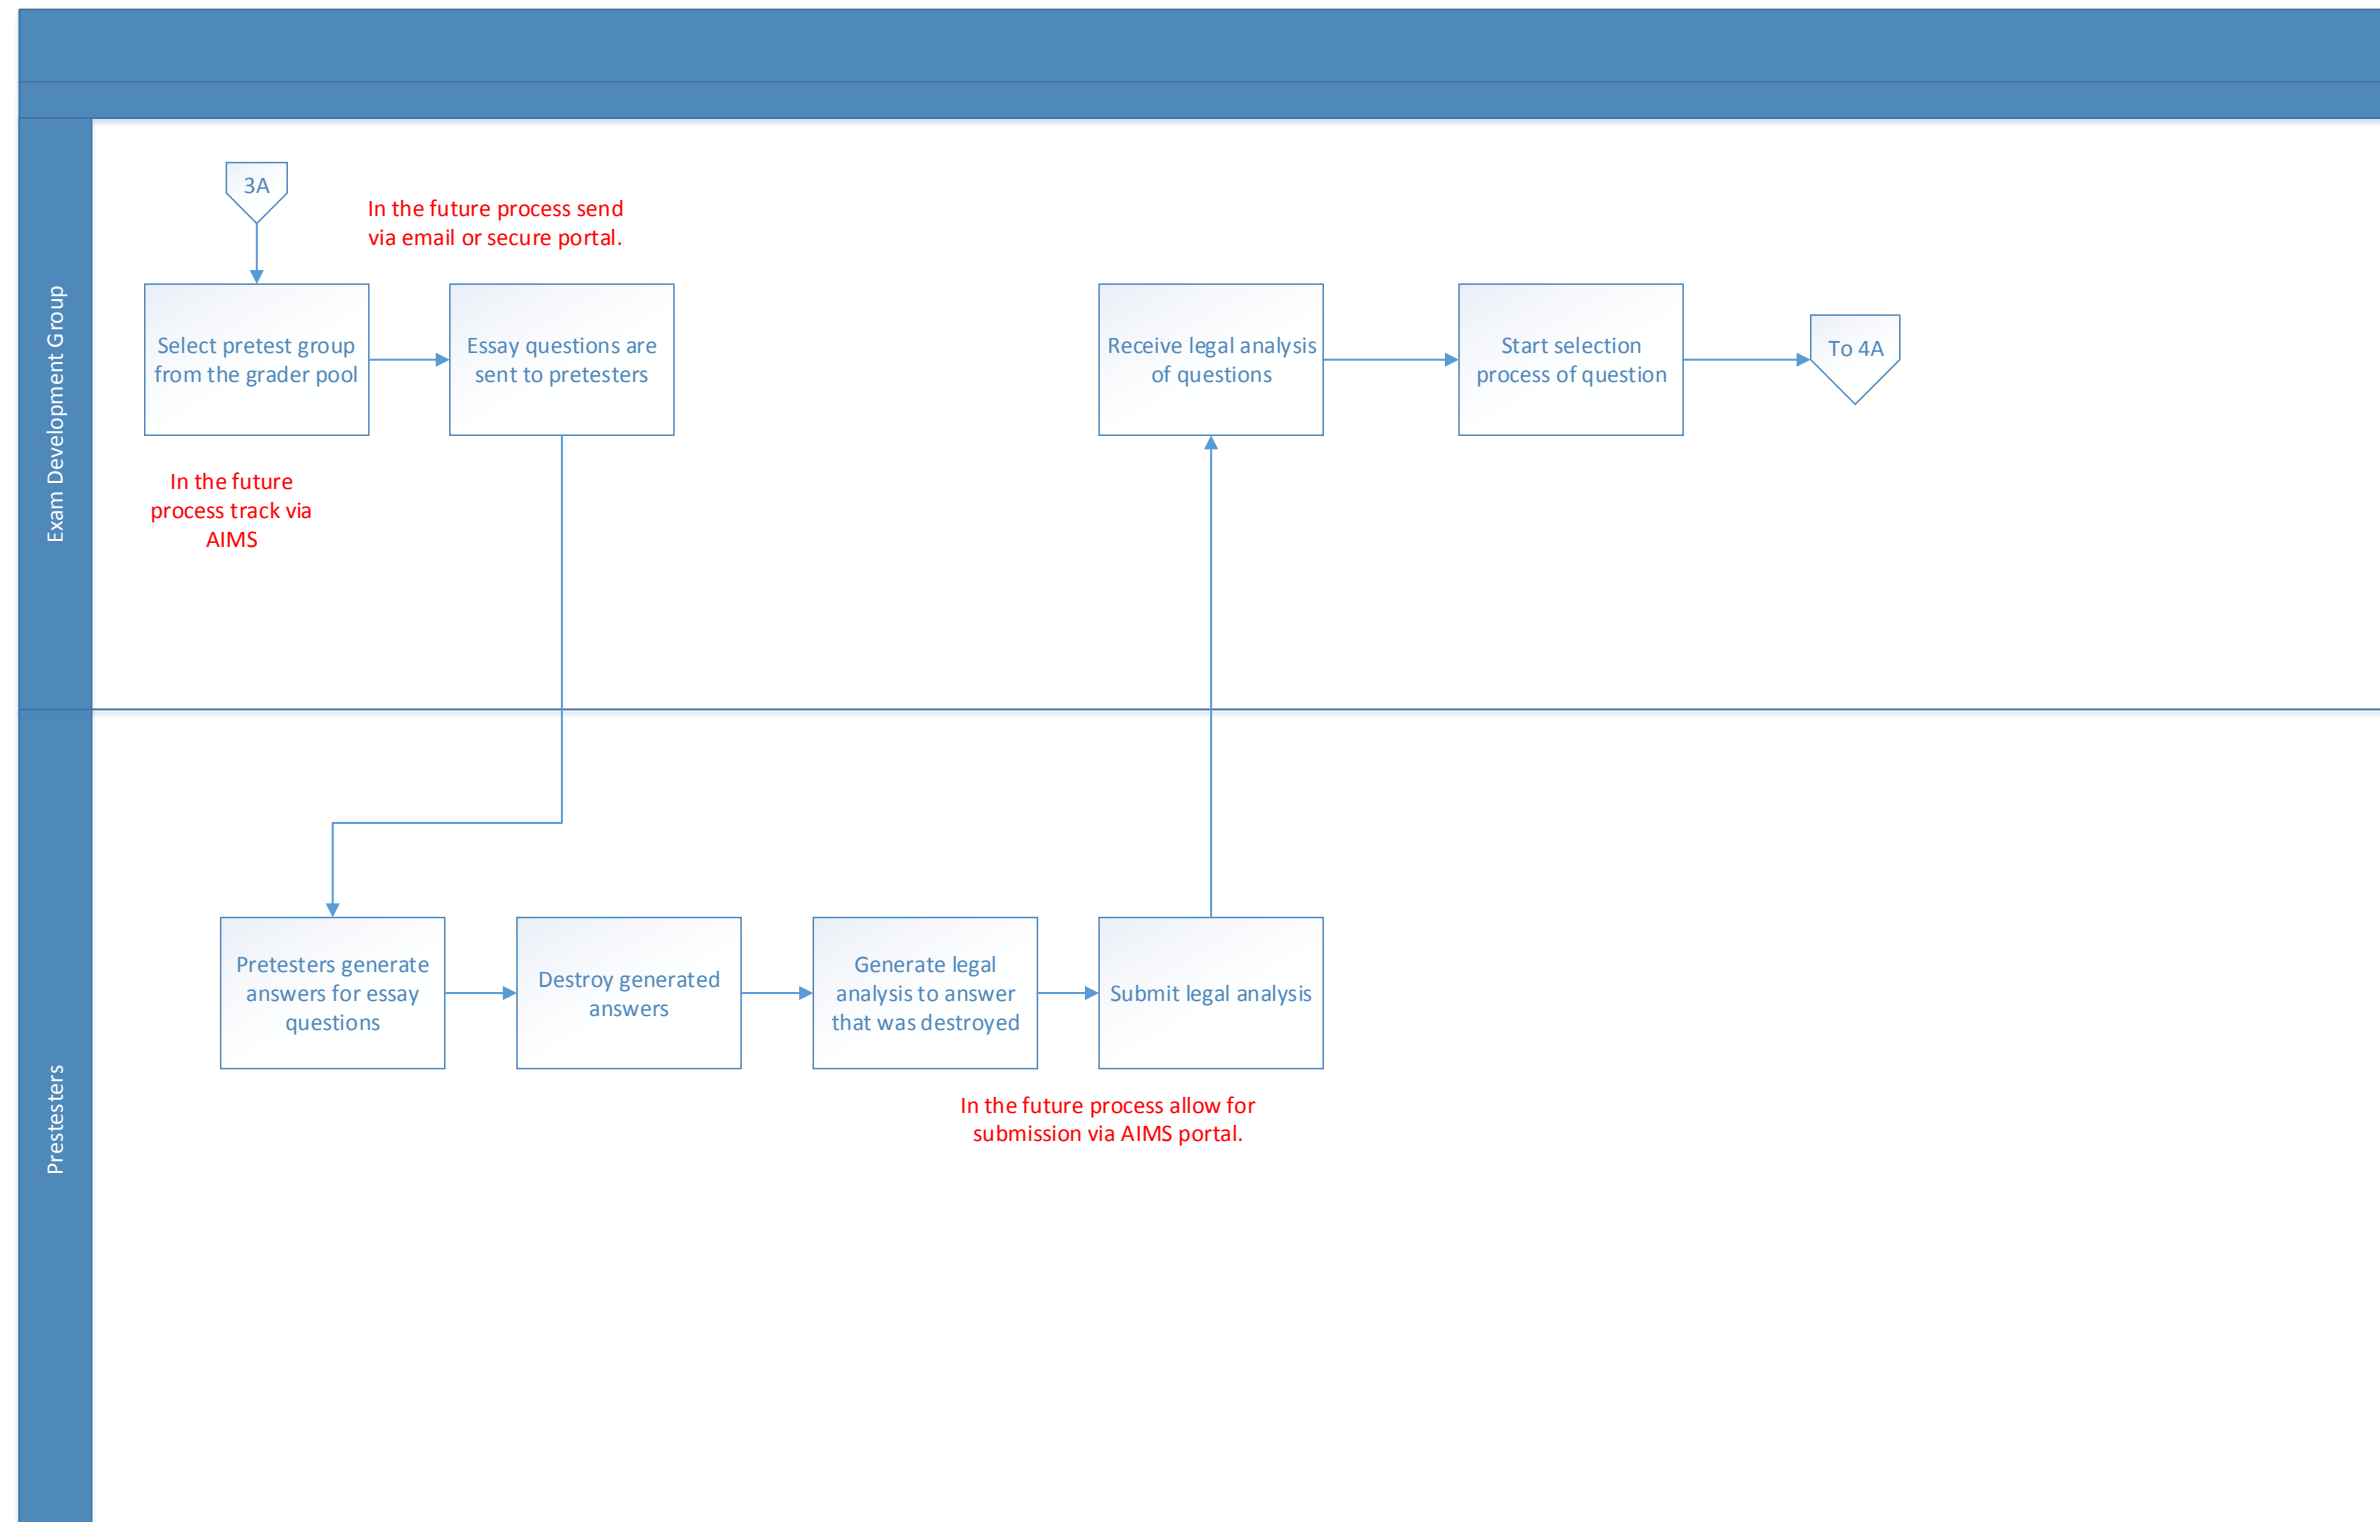 3A
In the future process send
via email or secure portal.
Exam Development Group
Select pretest group
from the grader pool
Essay questions are
sent to pretesters
Receive legal analysis
of questions
Start selection
process of question
To 4A
In the future
process track via
AIMS
Prestesters
Pretesters generate
answers for essay
questions
Destroy generated
answers
Generate legal
analysis to answer
that was destroyed
Submit legal analysis
In the future process allow for
submission via AIMS portal.